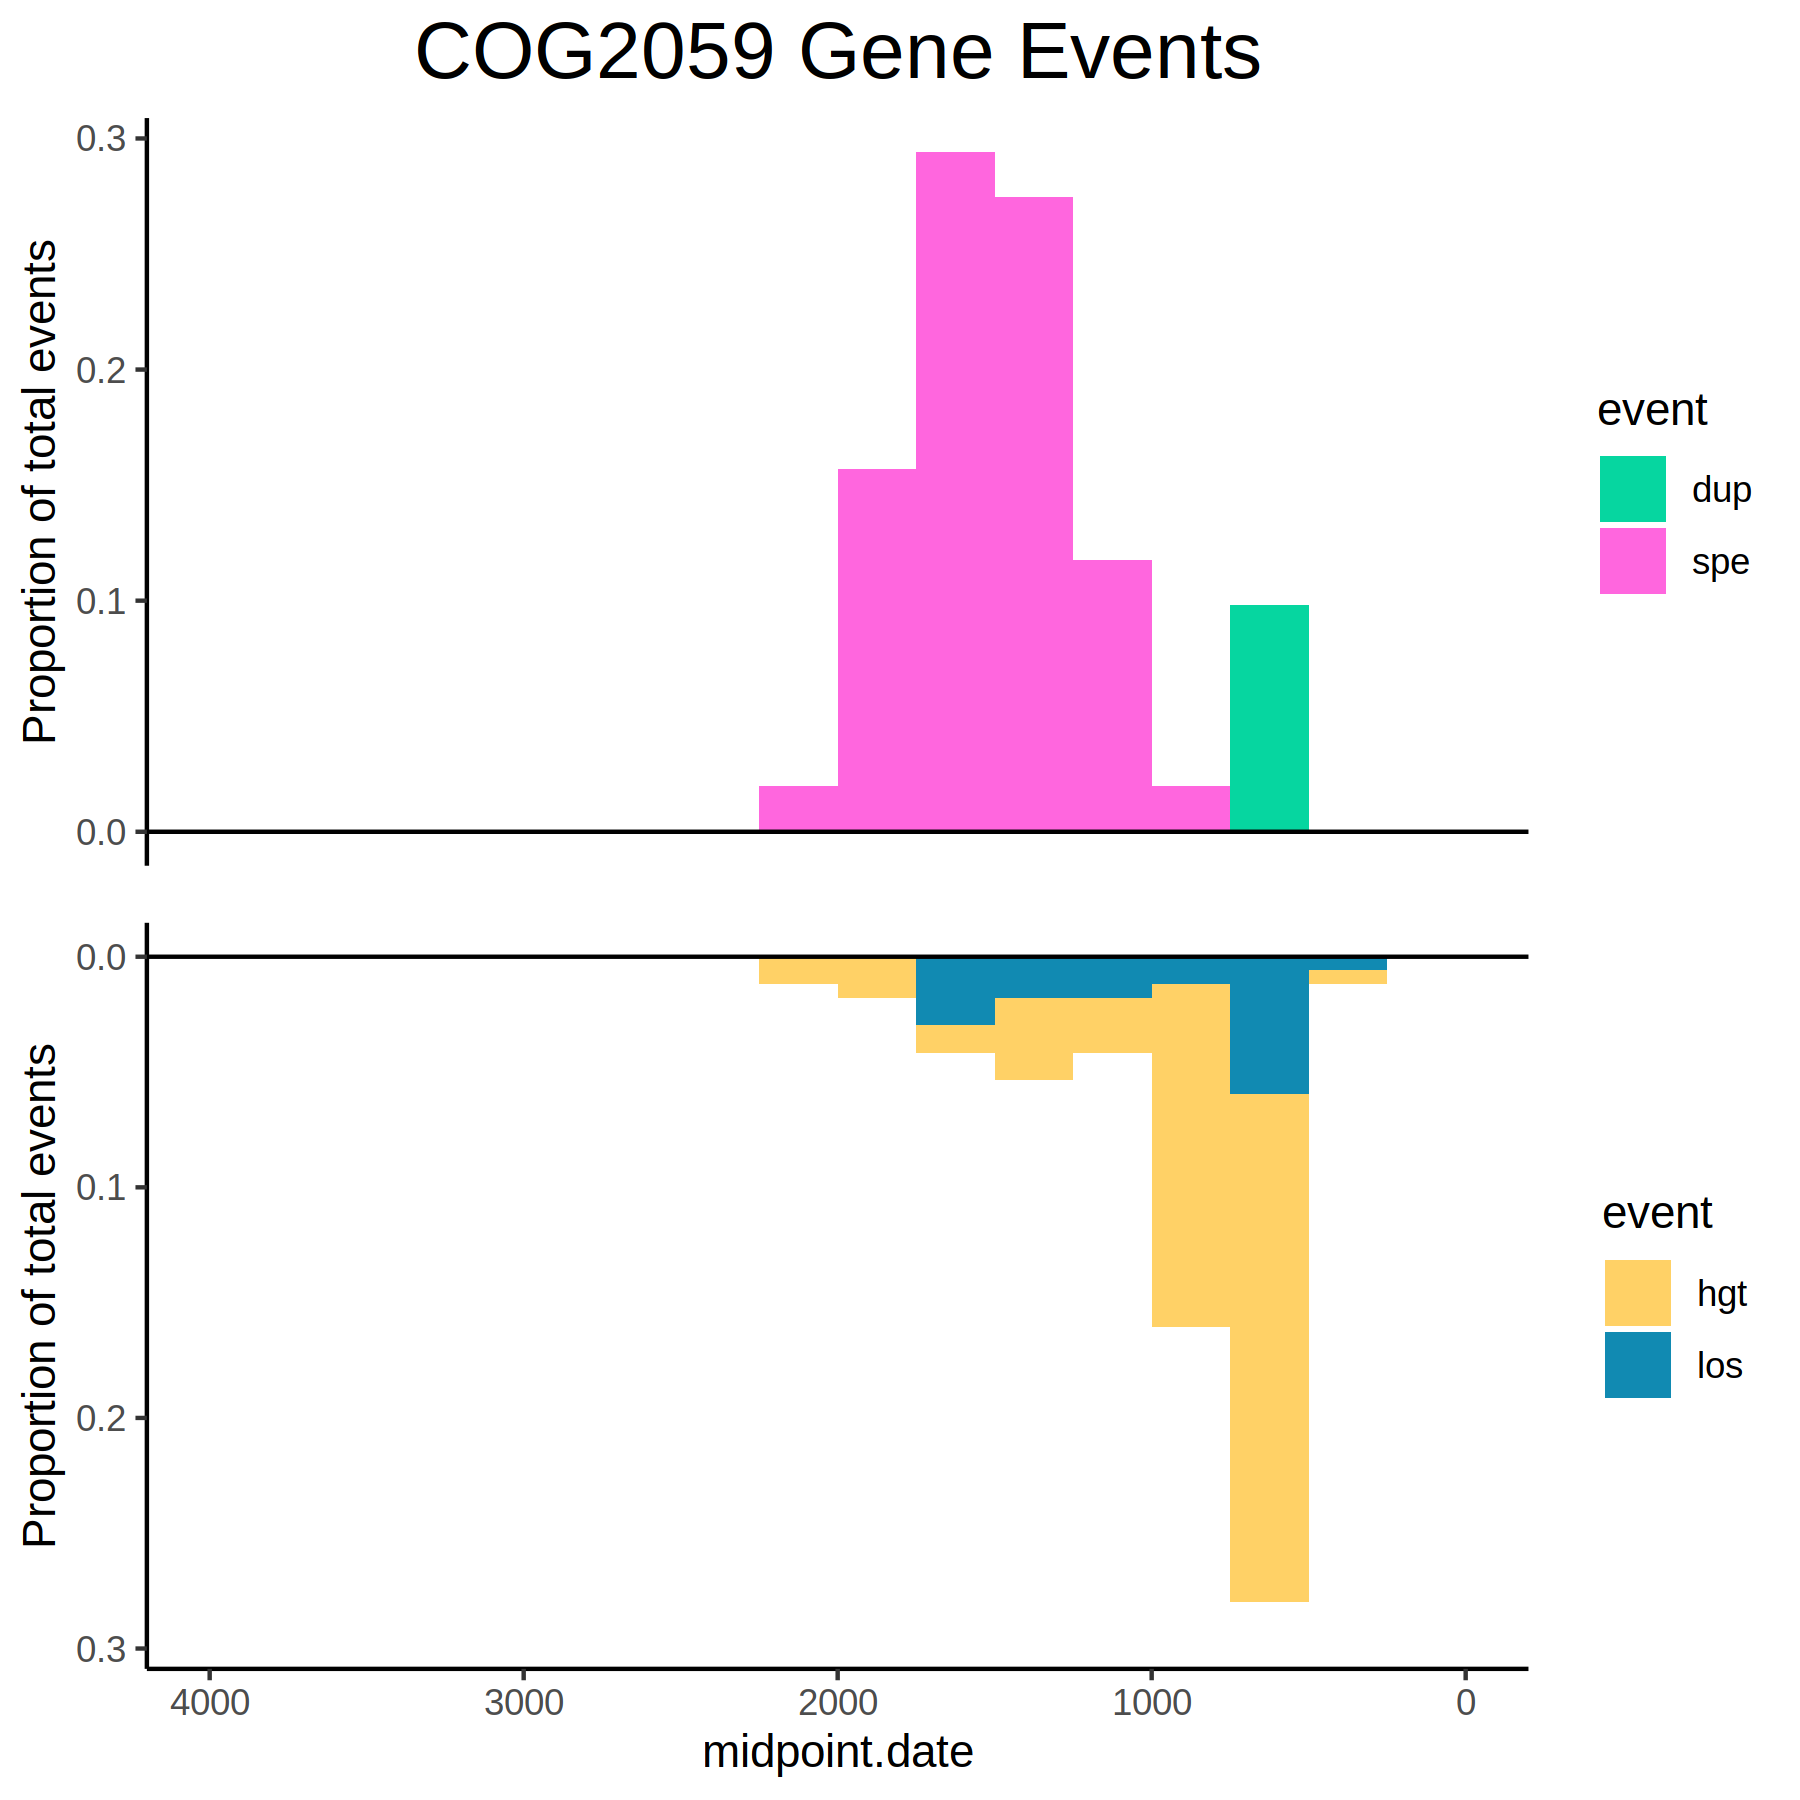 COG2059 Gene Events
Proportion of total events
0.3
0.2
0.1
0.0
event
dup
spe
Proportion of total events
0.0
0.1
0.2
0.3
event
hgt
los
4000 3000 2000 1000 0
midpoint.date